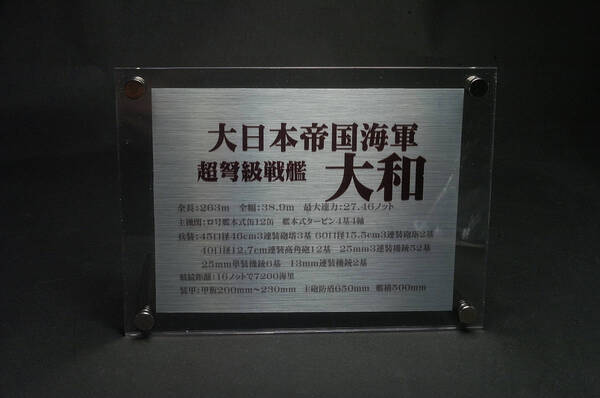 大日本帝国海軍
超弩級戦艦 大和
全長:263m 全幅:38.9m 最大速力:27.46ノット
主機関:ロ号艦本式缶12缶 艦本式タービン4基4軸
兵装:45口径46cm3連装砲塔3基 60口径15.5cm3連装砲塔2基
40口径12.7cm連装高角砲12基 25mm3連装機銃52基
25mm単装機銃6基 13mm連装機銃2基
航続距離:16ノットで7200海里
装甲:甲板200mm〜230mm 主砲防盾650mm 舷側500mm